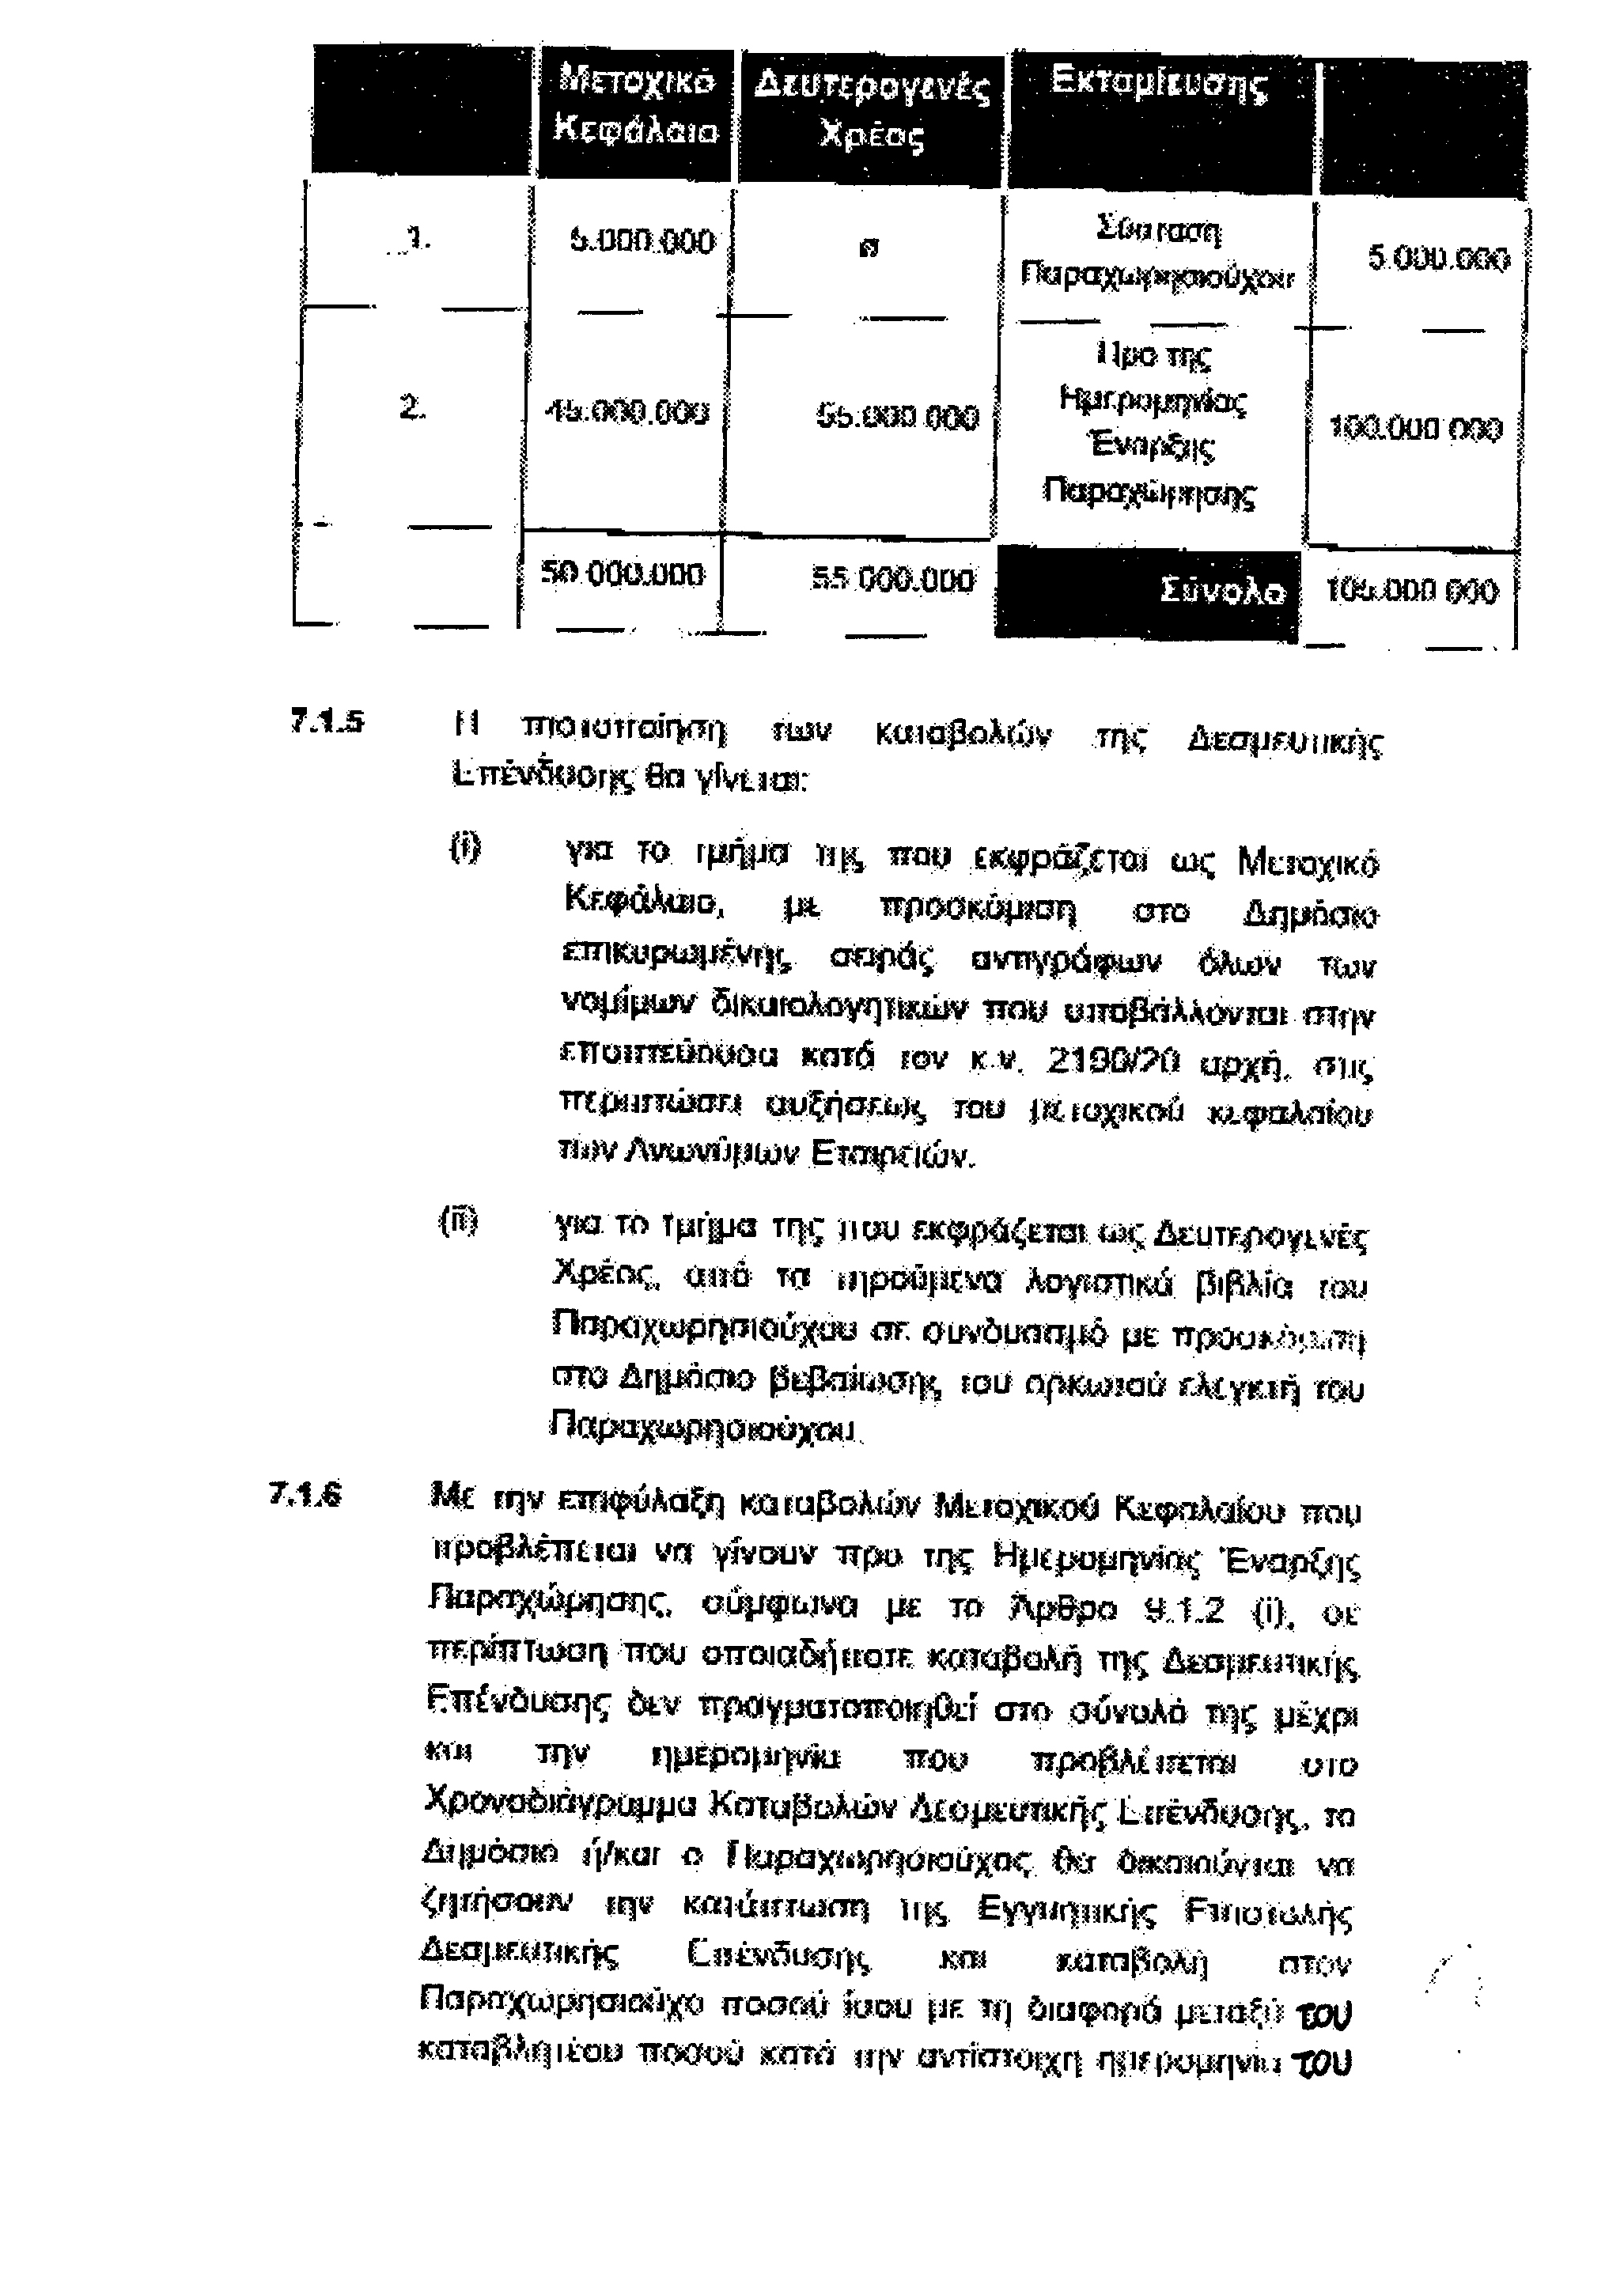 Μετοχικό Κεφάλαιο Δευτερογενές Χρέος Εκταμίευσης
1. 5.000.000 0 Σύσταση Παραχωρησιούχου 5.000.000
2. 45.000.000 55.000.000 Προ της Ημερομηνίας Έναρξης Παραχώρησης 100.000.000
50.000.000 55.000.000 Σύνολο 105.000.000
7.1.5 Η πιστοποίηση των καταβολών της Δεσμευτικής
Επένδυσης θα γίνεται:
(i) για το τμήμα της που εκφράζεται ως Μετοχικό
Κεφάλαιο, με προσκόμιση στο Δημόσιο
επικυρωμένης σειράς αντιγράφων όλων των
νομίμων δικαιολογητικών που υποβάλλονται στην
εποπτεύουσα κατά τον κ.ν. 2190/20 αρχή, στις
περιπτώσει αυξήσεως του μετοχικού κεφαλαίου
των Ανωνύμων Εταιρειών.
(ii) για το τμήμα της που εκφράζεται ως Δευτερογενές
Χρέος, από τα τηρούμενα λογιστικά βιβλία του
Παραχωρησιούχου σε συνδυασμό με προσκόμιση
στο Δημόσιο βεβαίωσης του ορκωτού ελεγκτή του
Παραχωρησιούχου.
7.1.6 Με την επιφύλαξη καταβολών Μετοχικού Κεφαλαίου που
προβλέπεται να γίνουν προ της Ημερομηνίας Έναρξης
Παραχώρησης, σύμφωνα με το Άρθρο 9.1.2 (i), σε
περίπτωση που οποιαδήποτε καταβολή της Δεσμευτικής
Επένδυσης δεν πραγματοποιηθεί στο σύνολό της μέχρι
και την ημερομηνία που προβλέπεται στο
Χρονοδιάγραμμα Καταβολών Δεσμευτικής Επένδυσης, το
Δημόσιο ή/και ο Παραχωρησιούχος θα δικαιούνται να
ζητήσουν την κατάπτωση της Εγγυητικής Επιστολής
Δεσμευτικής Επένδυσης και καταβολή στον
Παραχωρησιούχο ποσού ίσου με τη διαφορά μεταξύ του
καταβλητέου ποσού κατά την αντίστοιχη ημερομηνία του